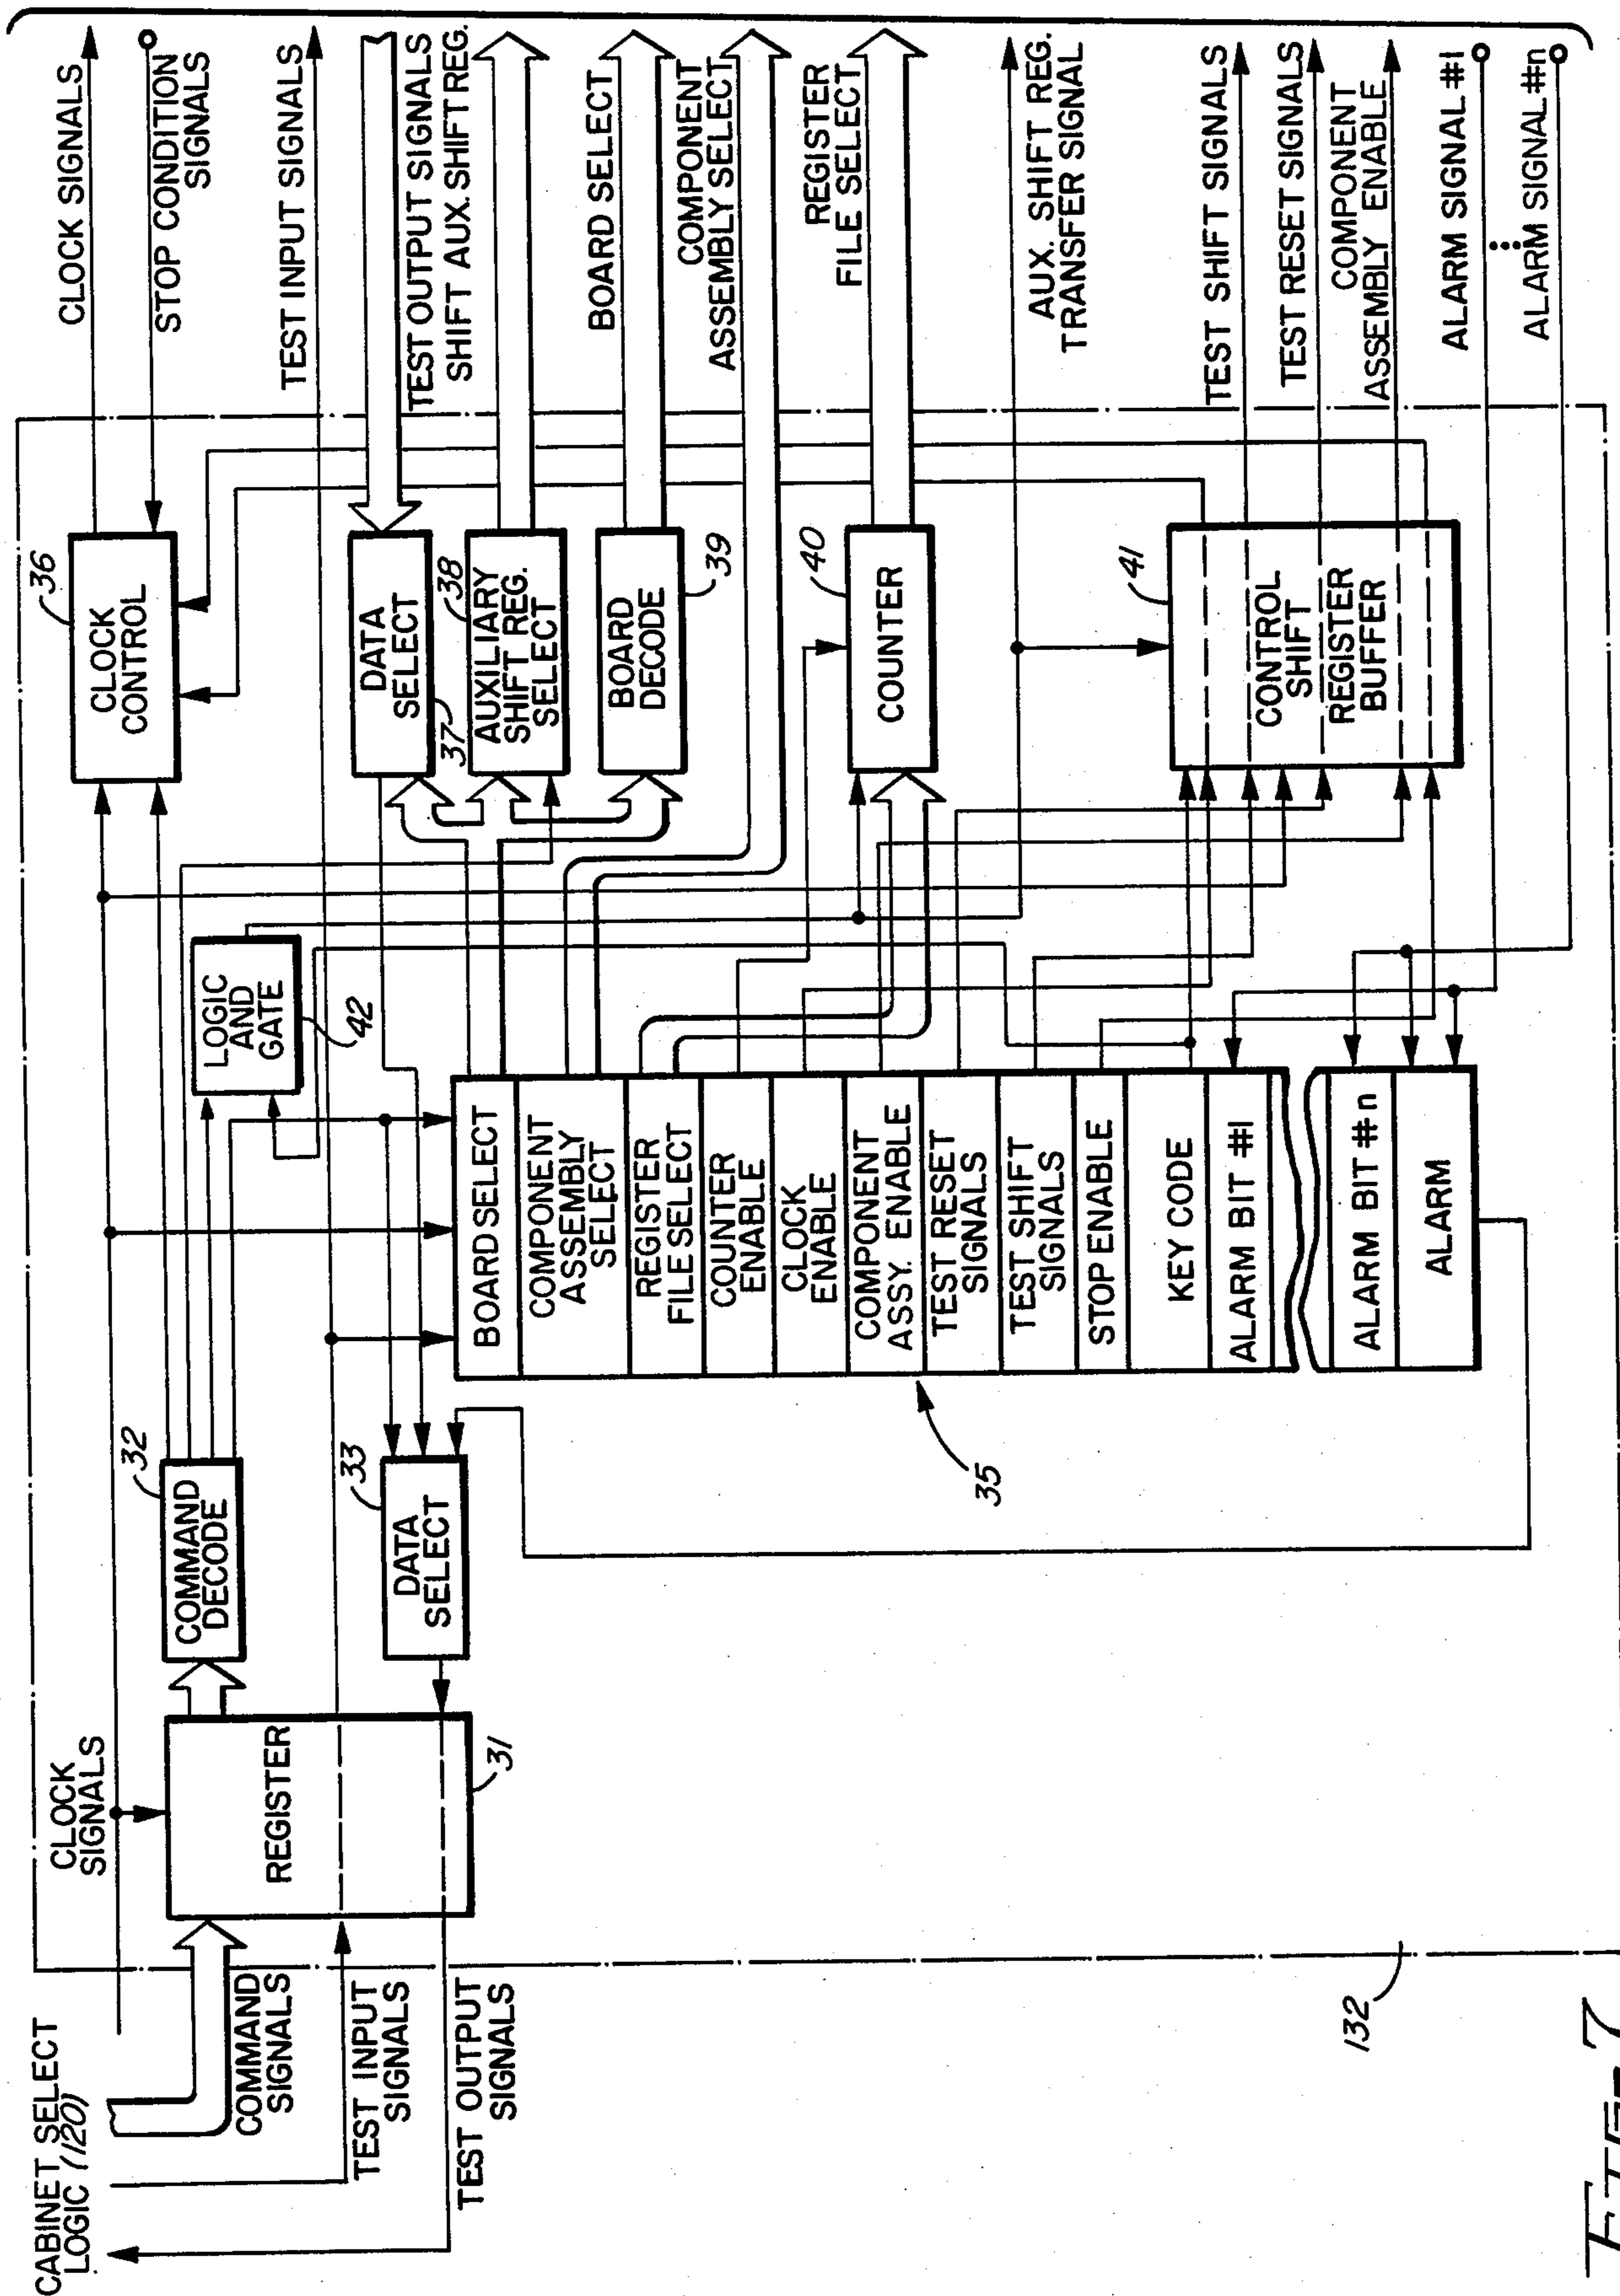 CABINET SELECT
LOGIC (120)
CLOCK
SIGNALS
COMMAND
SIGNALS
TEST INPUT
SIGNALS
TEST OUTPUT
SIGNALS
REGISTER
31
COMMAND
DECODE
32
DATA
SELECT
33
LOGIC
AND
GATE
42
BOARD SELECT
COMPONENT
ASSEMBLY
SELECT
REGISTER
FILE SELECT
COUNTER
ENABLE
CLOCK
ENABLE
COMPONENT
ASSY. ENABLE
TEST RESET
SIGNALS
TEST SHIFT
SIGNALS
STOP ENABLE
KEY CODE
ALARM BIT #1
ALARM BIT #n
ALARM
35
CLOCK
CONTROL
36
DATA
SELECT
37
AUXILIARY
SHIFT REG.
SELECT
38
BOARD
DECODE
39
COUNTER
40
CONTROL
SHIFT
REGISTER
BUFFER
41
CLOCK SIGNALS
STOP CONDITION
SIGNALS
TEST INPUT SIGNALS
TEST OUTPUT SIGNALS
SHIFT AUX. SHIFT REG.
BOARD SELECT
COMPONENT
ASSEMBLY SELECT
REGISTER
FILE SELECT
AUX. SHIFT REG.
TRANSFER SIGNAL
TEST SHIFT SIGNALS
TEST RESET SIGNALS
COMPONENT
ASSEMBLY ENABLE
ALARM SIGNAL #1
ALARM SIGNAL #n
132